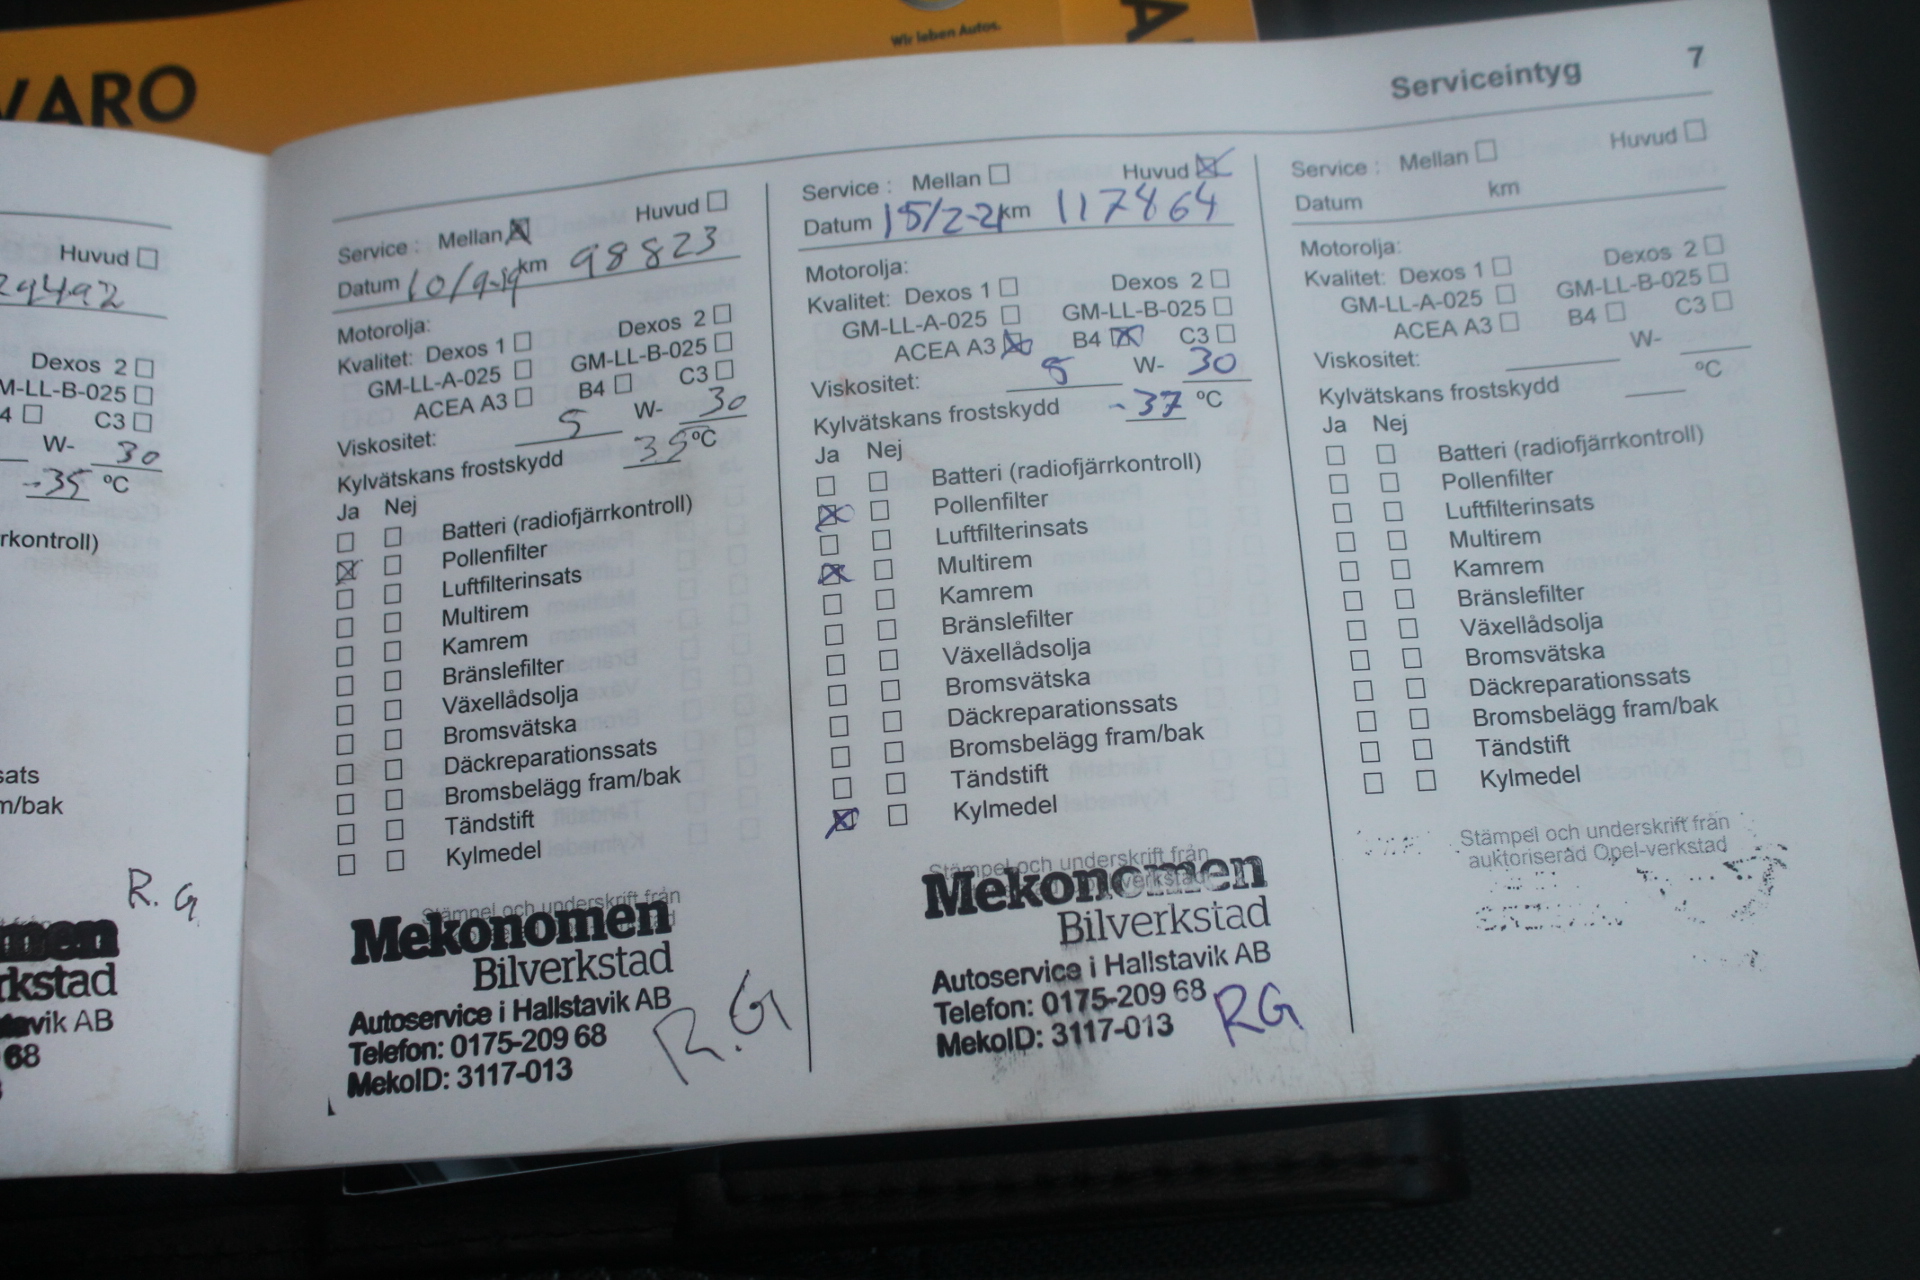 VARO
Wir leben Autos.
A
Serviceintyg 7
Huvud
29492
Dexos 2
M-LL-B-025
4 C3
W- 30
-35 °C
rkontroll)
sats
m/bak
R. G
men
rkstad
avik AB
68
Service : Mellan Huvud
Datum 10/9-19 km 98823
Motorolja:
Kvalitet: Dexos 1 Dexos 2
GM-LL-A-025 GM-LL-B-025
ACEA A3 B4 C3
Viskositet: 5 W- 30
Kylvätskans frostskydd 35 °C
Ja Nej
Batteri (radiofjärrkontroll)
Pollenfilter
Luftfilterinsats
Multirem
Kamrem
Bränslefilter
Växellådsolja
Bromsvätska
Däckreparationssats
Bromsbelägg fram/bak
Tändstift
Kylmedel
Stämpel och underskrift från
Mekonomen
Bilverkstad
Autoservice i Hallstavik AB
Telefon: 0175-209 68
MekoID: 3117-013
R.G
Service : Mellan Huvud
Datum 15/2-21 km 117464
Motorolja:
Kvalitet: Dexos 1 Dexos 2
GM-LL-A-025 GM-LL-B-025
ACEA A3 B4 C3
Viskositet: 5 W- 30
Kylvätskans frostskydd -37 °C
Ja Nej
Batteri (radiofjärrkontroll)
Pollenfilter
Luftfilterinsats
Multirem
Kamrem
Bränslefilter
Växellådsolja
Bromsvätska
Däckreparationssats
Bromsbelägg fram/bak
Tändstift
Kylmedel
Stämpel och underskrift från
Mekonomen
Bilverkstad
Autoservice i Hallstavik AB
Telefon: 0175-209 68
MekoID: 3117-013
RG
Service : Mellan Huvud
Datum km
Motorolja:
Kvalitet: Dexos 1 Dexos 2
GM-LL-A-025 GM-LL-B-025
ACEA A3 B4 C3
Viskositet: W-
Kylvätskans frostskydd °C
Ja Nej
Batteri (radiofjärrkontroll)
Pollenfilter
Luftfilterinsats
Multirem
Kamrem
Bränslefilter
Växellådsolja
Bromsvätska
Däckreparationssats
Bromsbelägg fram/bak
Tändstift
Kylmedel
Stämpel och underskrift från
auktoriserad Opel-verkstad